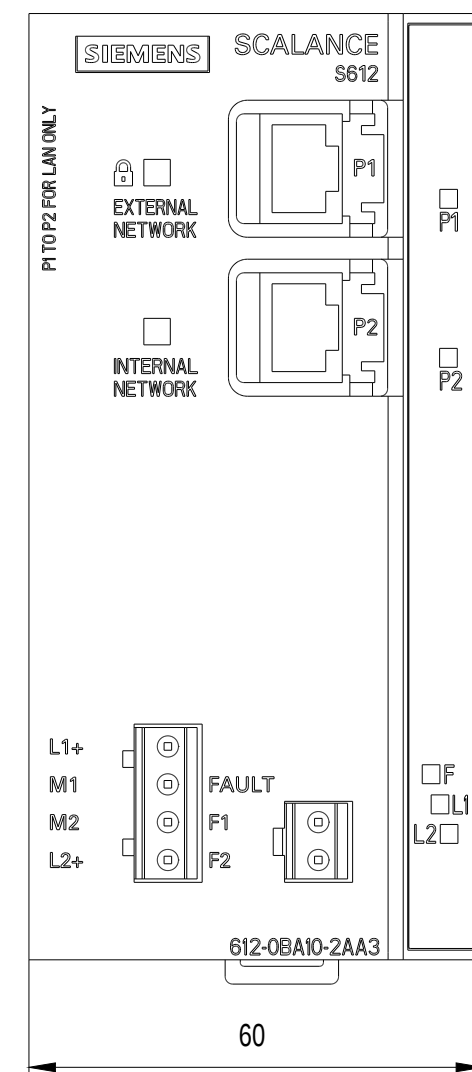 SIEMENS
SCALANCE
S612
P1 TO P2 FOR LAN ONLY
P1
EXTERNAL
NETWORK
P1
P2
INTERNAL
NETWORK
P2
L1+
M1
M2
L2+
FAULT
F1
F2
F
L1
L2
612-0BA10-2AA3
60